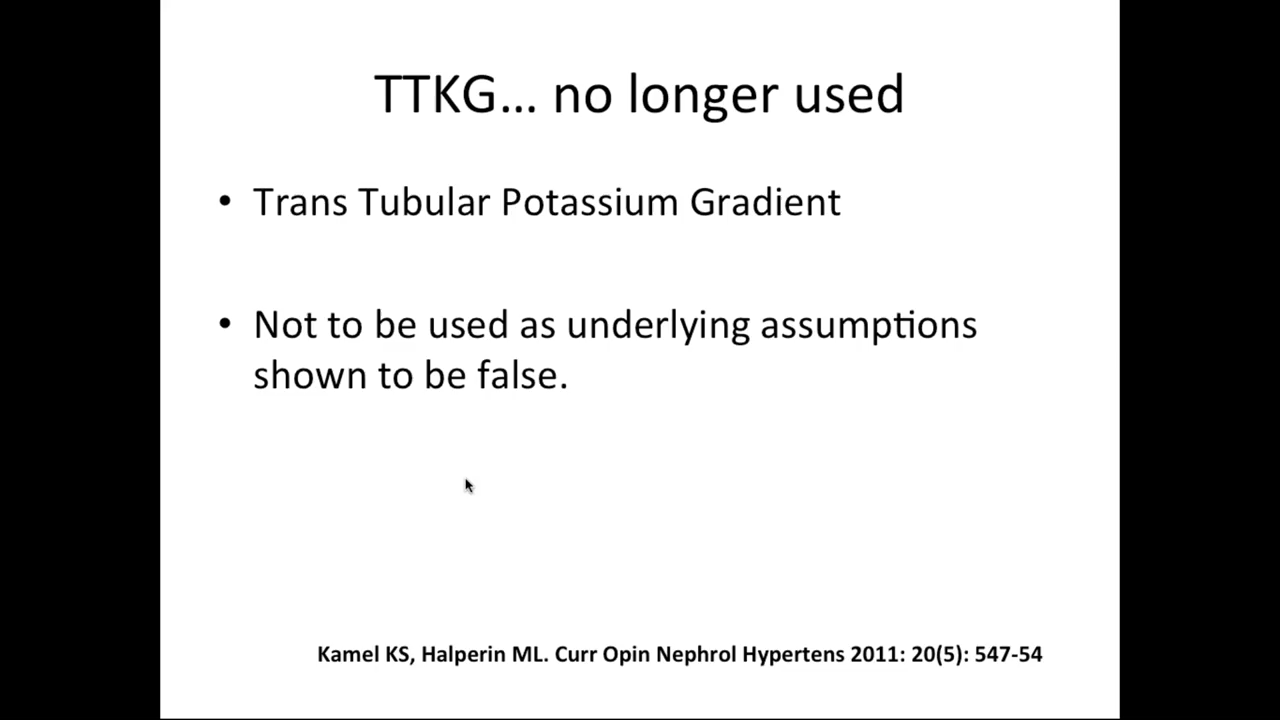 TTKG... no longer used
• Trans Tubular Potassium Gradient
• Not to be used as underlying assumptions
shown to be false.
Kamel KS, Halperin ML. Curr Opin Nephrol Hypertens 2011: 20(5): 547-54